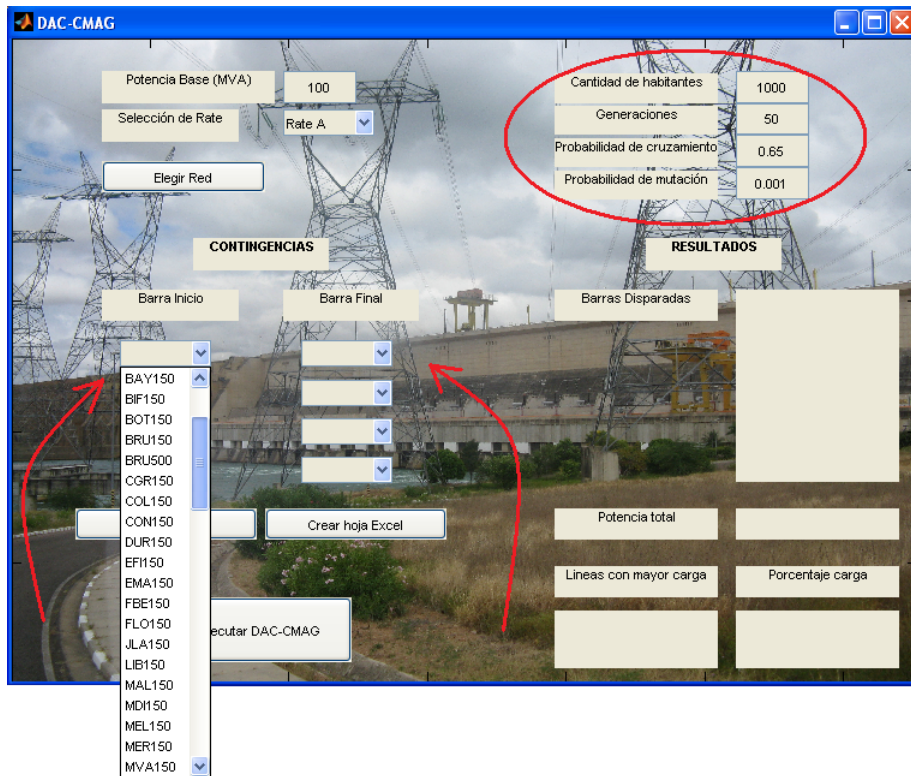 DAC-CMAG
Potencia Base (MVA)
100
Selección de Rate
Rate A
Elegir Red
Cantidad de habitantes
1000
Generaciones
50
Probabilidad de cruzamiento
0.65
Probabilidad de mutación
0.001
CONTINGENCIAS
RESULTADOS
Barra Inicio
Barra Final
Barras Disparadas
BAY150
BIF150
BOT150
BRU150
BRU500
CGR150
COL150
CON150
DUR150
EFI150
EMA150
FBE150
FLO150
JLA150
LIB150
MAL150
MDI150
MEL150
MER150
MVA150
Crear hoja Excel
ecutar DAC-CMAG
Potencia total
Lineas con mayor carga
Porcentaje carga